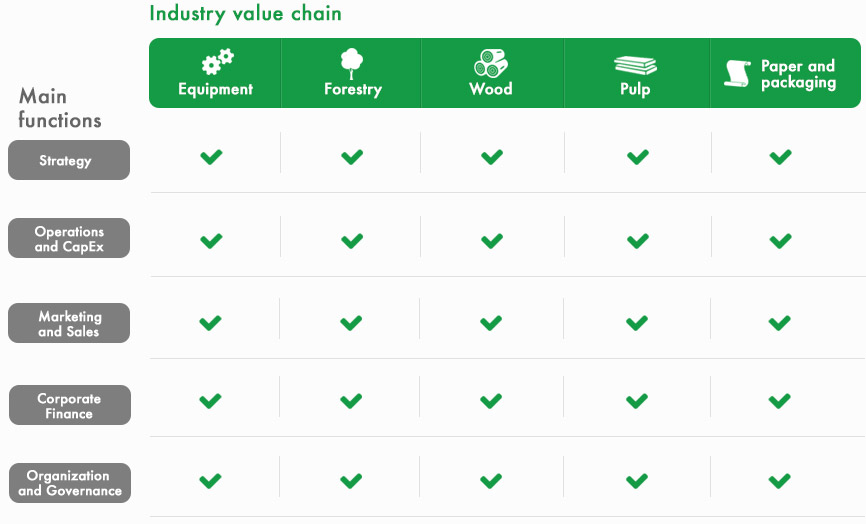 Industry value chain
Equipment
Forestry
Wood
Pulp
Paper and
packaging
Main
functions
Strategy
Operations
and CapEx
Marketing
and Sales
Corporate
Finance
Organization
and Governance